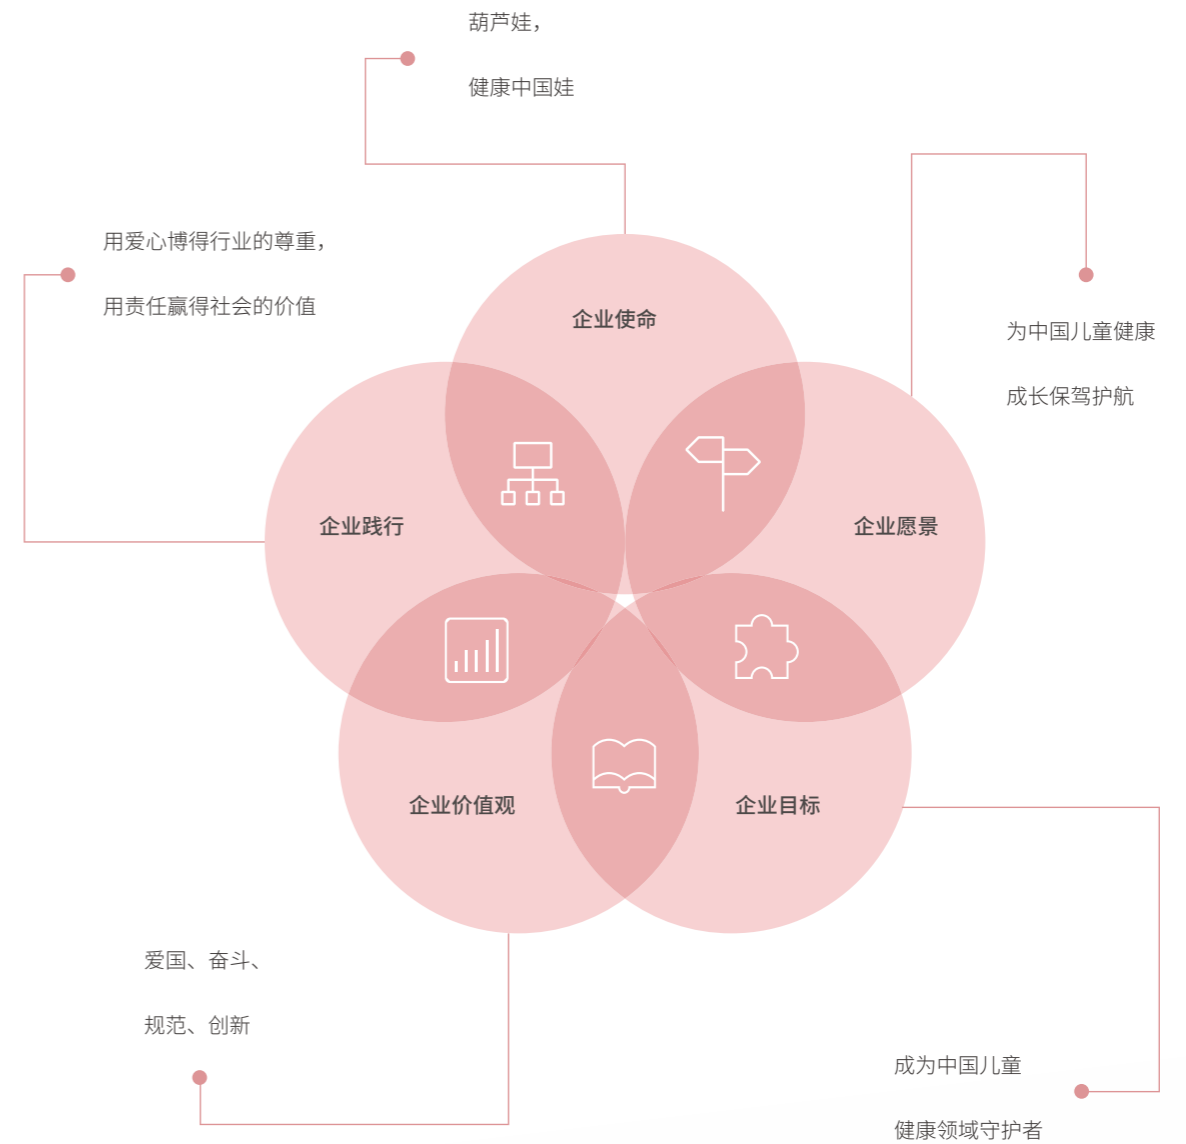 葫芦娃，
健康中国娃
用爱心博得行业的尊重，
用责任赢得社会的价值
企业使命
为中国儿童健康
成长保驾护航
企业践行
企业愿景
企业价值观
企业目标
爱国、奋斗、
规范、创新
成为中国儿童
健康领域守护者